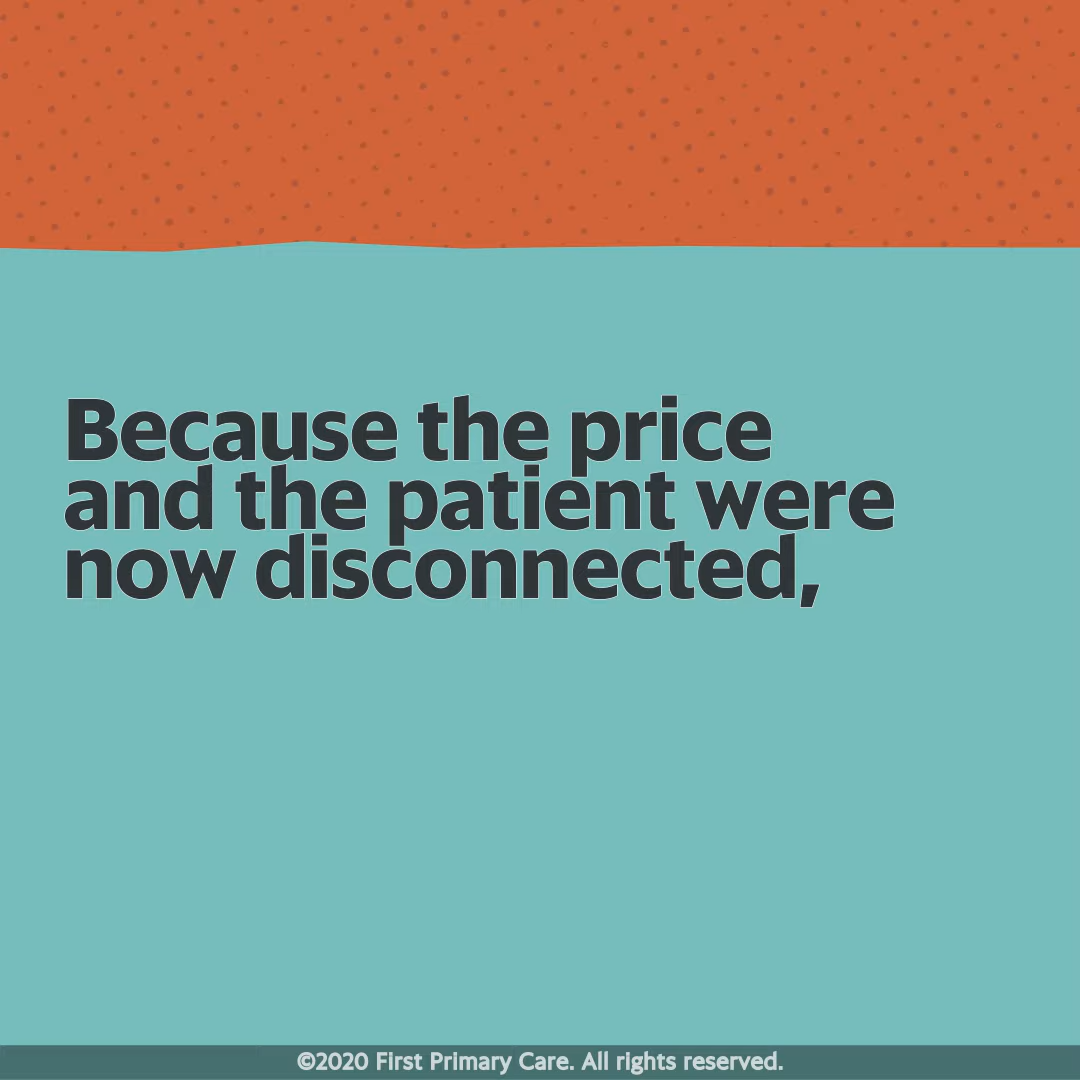 Because the price
and the patient were
now disconnected,
©2020 First Primary Care. All rights reserved.